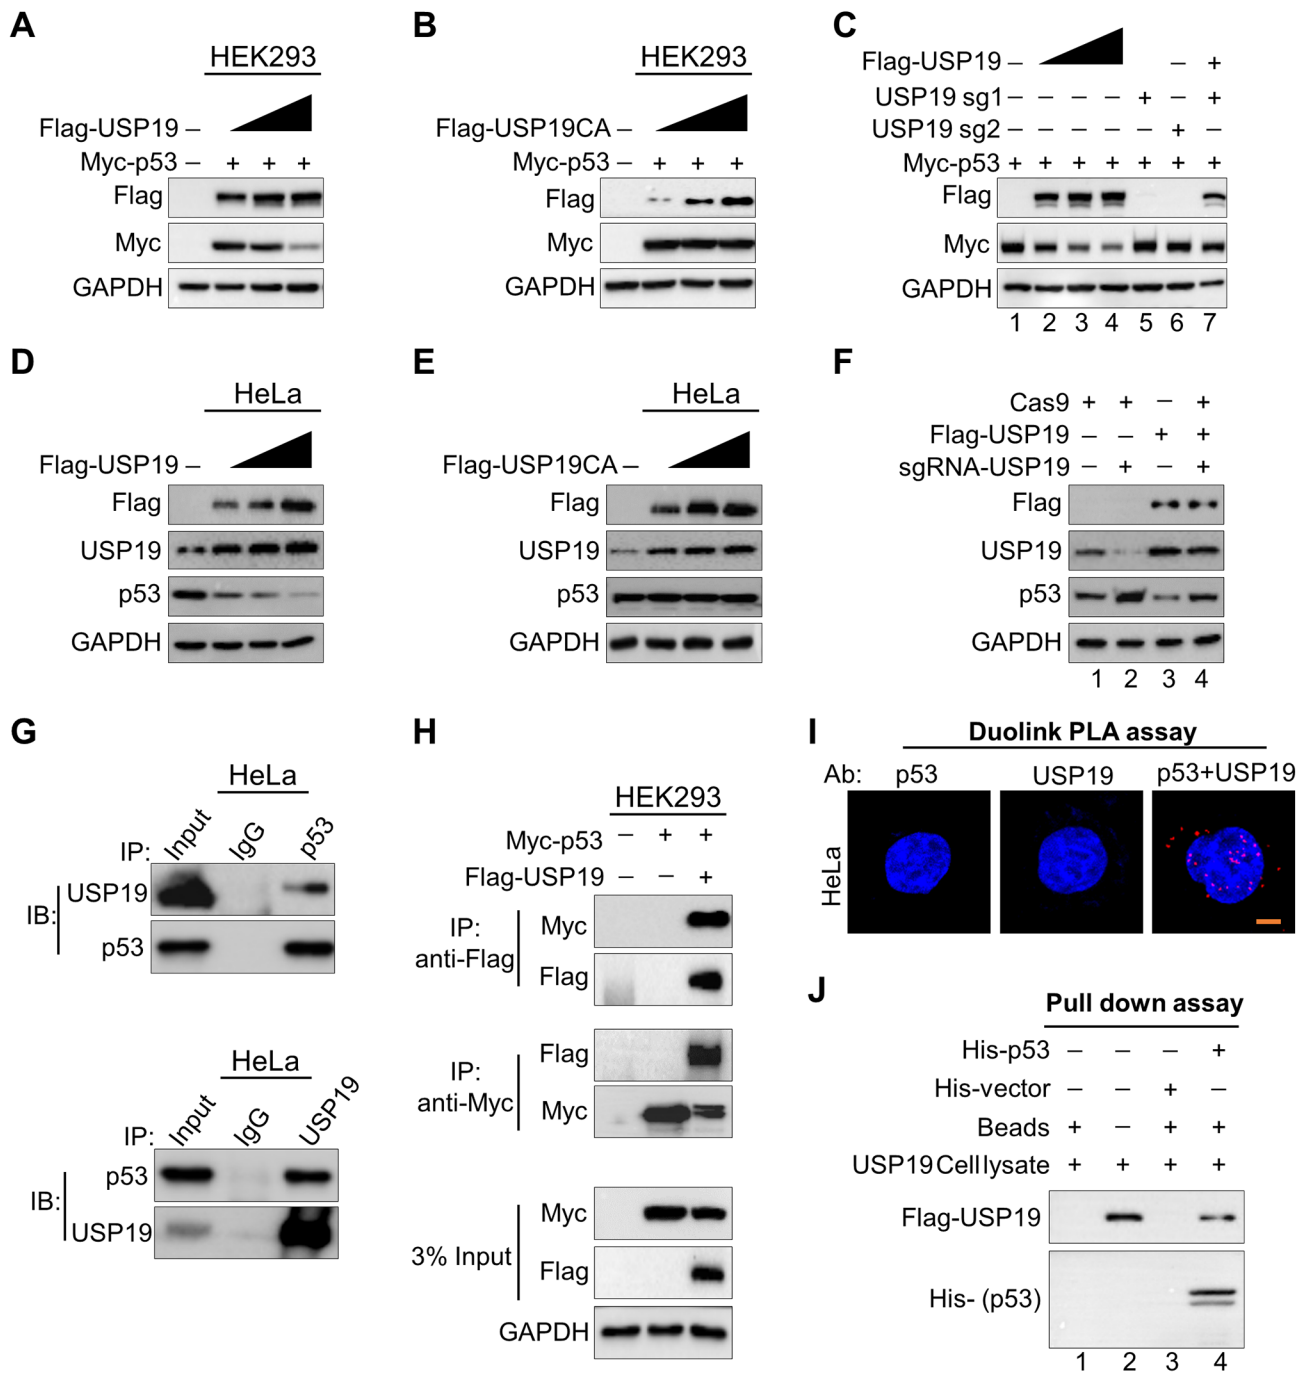 A
HEK293
Flag-USP19 –
Myc-p53 – + + +
Flag
Myc
GAPDH
B
HEK293
Flag-USP19CA –
Myc-p53 – + + +
Flag
Myc
GAPDH
C
Flag-USP19 – – +
USP19 sg1 – – – – + – +
USP19 sg2 – – – – – + –
Myc-p53 + + + + + + +
Flag
Myc
GAPDH
1 2 3 4 5 6 7
D
HeLa
Flag-USP19 –
Flag
USP19
p53
GAPDH
E
HeLa
Flag-USP19CA –
Flag
USP19
p53
GAPDH
F
Cas9 + + – +
Flag-USP19 – – + +
sgRNA-USP19 – + – +
Flag
USP19
p53
GAPDH
1 2 3 4
G
HeLa
IP: Input IgG p53
IB: USP19
p53
HeLa
IP: Input IgG USP19
IB: p53
USP19
H
HEK293
Myc-p53 – + +
Flag-USP19 – – +
IP: anti-Flag
Myc
Flag
IP: anti-Myc
Flag
Myc
3% Input
Myc
Flag
GAPDH
I
Duolink PLA assay
Ab: p53 USP19 p53+USP19
HeLa
J
Pull down assay
His-p53 – – – +
His-vector – – + –
Beads + – + +
USP19 Cell lysate + + + +
Flag-USP19
His- (p53)
1 2 3 4